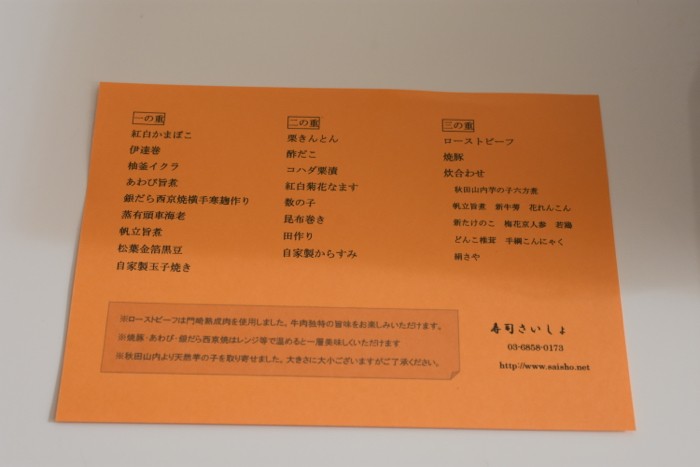 一の重
紅白かまぼこ
伊達巻
柚釜イクラ
あわび旨煮
銀だら西京焼横手寒麹作り
蒸有頭車海老
帆立旨煮
松葉金箔黒豆
自家製玉子焼き
二の重
栗きんとん
酢だこ
コハダ粟漬
紅白菊花なます
数の子
昆布巻き
田作り
自家製からすみ
三の重
ローストビーフ
焼豚
炊合わせ
秋田山内芋の子六方煮
帆立旨煮 新牛蒡 花れんこん
新たけのこ 梅花京人参 若鶏
どんこ椎茸 手綱こんにゃく
絹さや
※ローストビーフは門崎熟成肉を使用しました。牛肉独特の旨味をお楽しみいただけます。
※焼豚・あわび・銀だら西京焼はレンジ等で温めると一層美味しくいただけます
※秋田山内より天然芋の子を取り寄せました。大きさに大小ございますがご了承ください。
寿司さいしょ
03-6858-0173
http://www.saisho.net